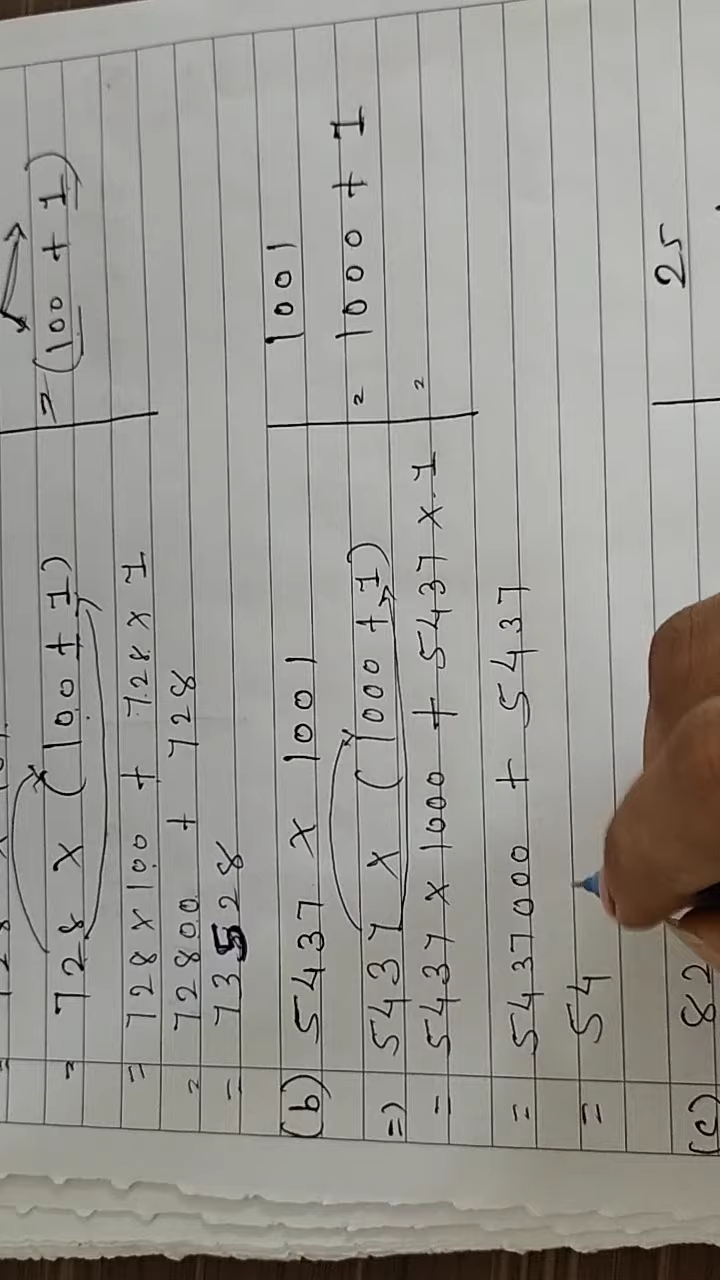 = 728 × (100 + 1)
= (100 + 1)
= 728 × 100 + 728 × 1
= 72800 + 728
= 73528
(b) 5437 × 1001
1001
=) 5437 × (1000 + 1)
= 1000 + 1
= 5437 × 1000 + 5437 × 1
=
= 5437000 + 5437
= 54
(c) 82
25